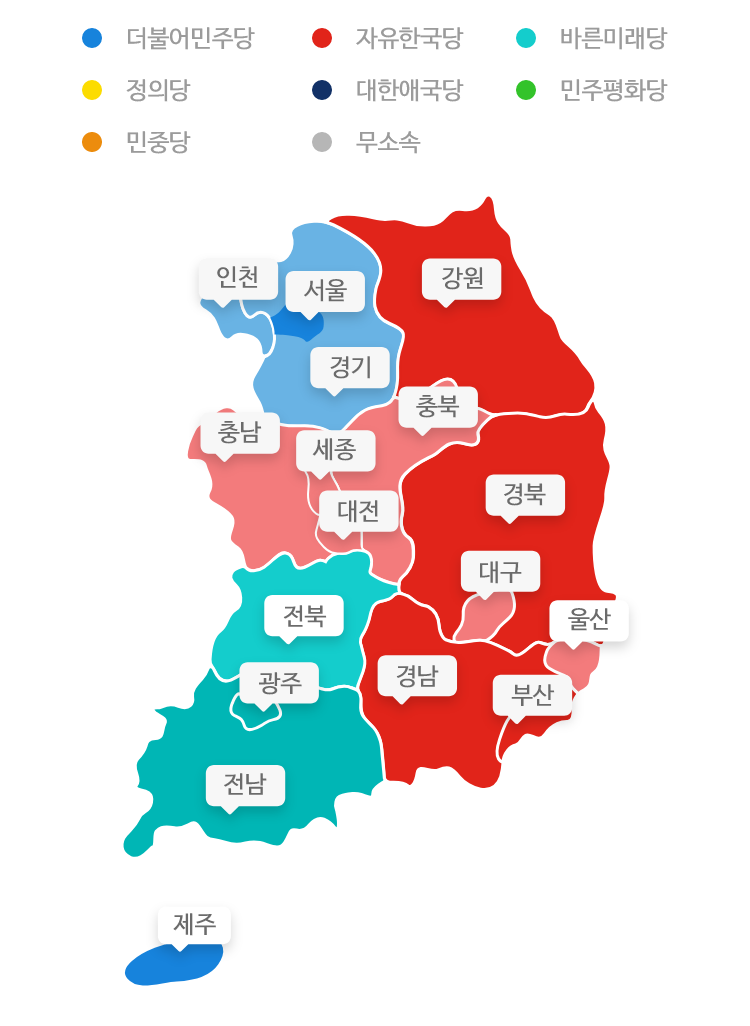 더불어민주당 자유한국당 바른미래당
정의당 대한애국당 민주평화당
민중당 무소속
인천
강원
서울
경기
충북
충남
세종
경북
대전
대구
전북
울산
경남
광주
부산
전남
제주